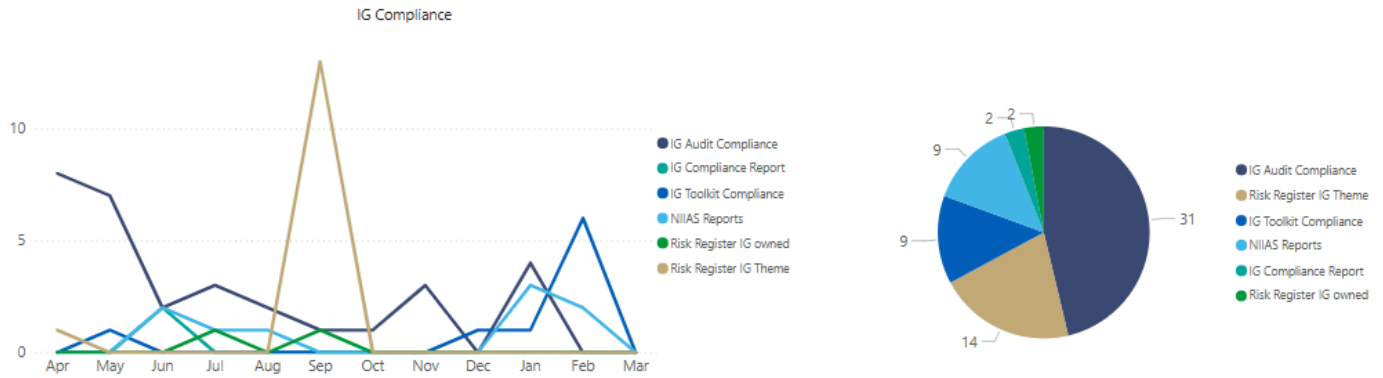 IG Compliance
10
5
0
Apr May Jun Jul Aug Sep Oct Nov Dec Jan Feb Mar
IG Audit Compliance
IG Compliance Report
IG Toolkit Compliance
NIIAS Reports
Risk Register IG owned
Risk Register IG Theme
2 2
9
9
14
31
IG Audit Compliance
Risk Register IG Theme
IG Toolkit Compliance
NIIAS Reports
IG Compliance Report
Risk Register IG owned